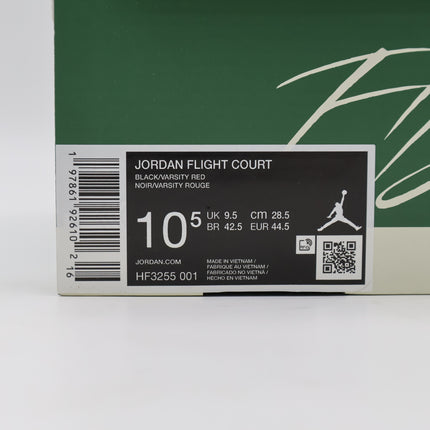 JORDAN FLIGHT COURT
BLACK/VARSITY RED
NOIR/VARSITY ROUGE
10⁵ UK 9.5 cm 28.5
BR 42.5 EUR 44.5
JORDAN.COM
HF3255 001
MADE IN VIETNAM /
FABRIQUÉ AU VIETNAM /
FABRICADO NO VIETNÃ /
HECHO EN VIETNAM
1 97861 92610 2 16